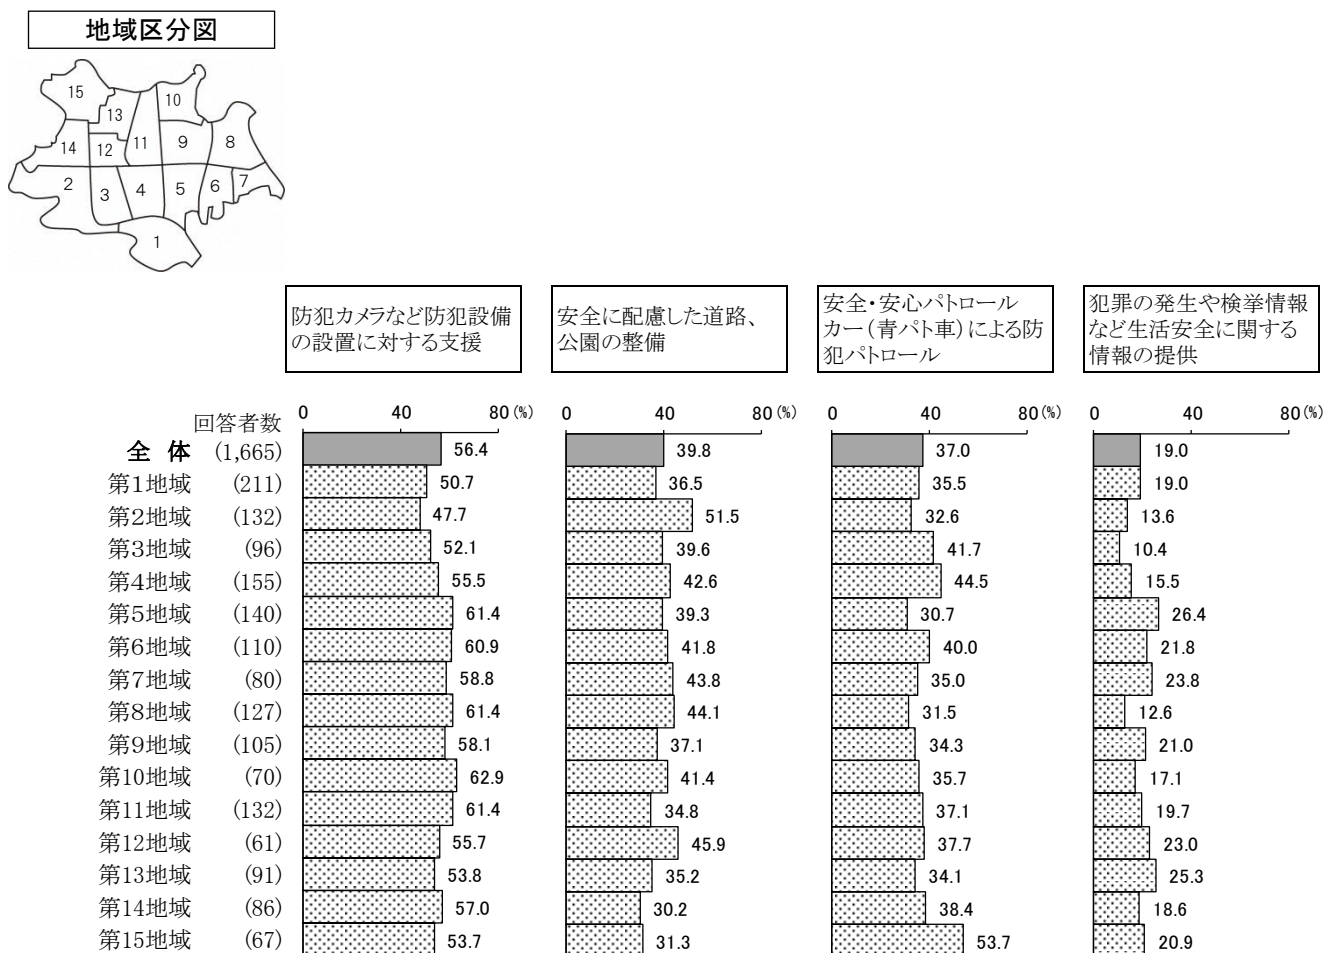 地域区分図
15
10
13
14
12
11
9
8
2
3
4
5
6
7
1
防犯カメラなど防犯設備
の設置に対する支援
安全に配慮した道路、
公園の整備
安全・安心パトロール
カー(青パト車)による防
犯パトロール
犯罪の発生や検挙情報
など生活安全に関する
情報の提供
回答者数 0 40 80(%) 0 40 80(%) 0 40 80(%) 0 40 80(%)
全 体 (1,665) 56.4 39.8 37.0 19.0
第1地域 (211) 50.7 36.5 35.5 19.0
第2地域 (132) 47.7 51.5 32.6 13.6
第3地域 (96) 52.1 39.6 41.7 10.4
第4地域 (155) 55.5 42.6 44.5 15.5
第5地域 (140) 61.4 39.3 30.7 26.4
第6地域 (110) 60.9 41.8 40.0 21.8
第7地域 (80) 58.8 43.8 35.0 23.8
第8地域 (127) 61.4 44.1 31.5 12.6
第9地域 (105) 58.1 37.1 34.3 21.0
第10地域 (70) 62.9 41.4 35.7 17.1
第11地域 (132) 61.4 34.8 37.1 19.7
第12地域 (61) 55.7 45.9 37.7 23.0
第13地域 (91) 53.8 35.2 34.1 25.3
第14地域 (86) 57.0 30.2 38.4 18.6
第15地域 (67) 53.7 31.3 53.7 20.9